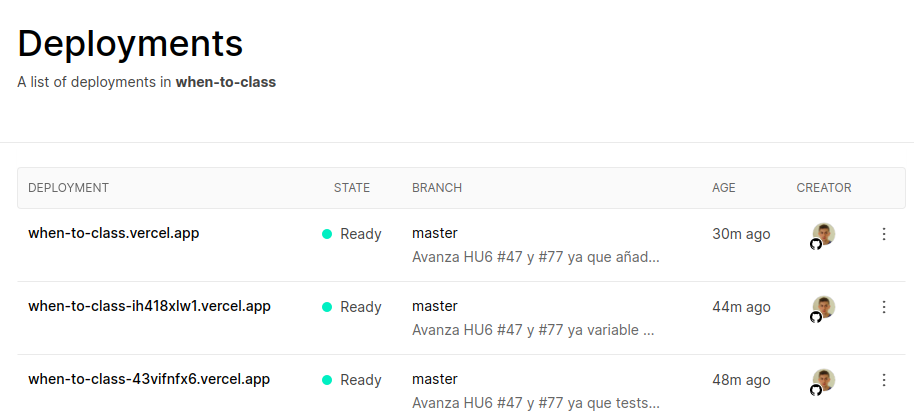 Deployments
A list of deployments in when-to-class
DEPLOYMENT STATE BRANCH AGE CREATOR
when-to-class.vercel.app Ready master 30m ago
Avanza HU6 #47 y #77 ya que añad...
when-to-class-ih418xlw1.vercel.app Ready master 44m ago
Avanza HU6 #47 y #77 ya variable ...
when-to-class-43vifnfx6.vercel.app Ready master 48m ago
Avanza HU6 #47 y #77 ya que tests...